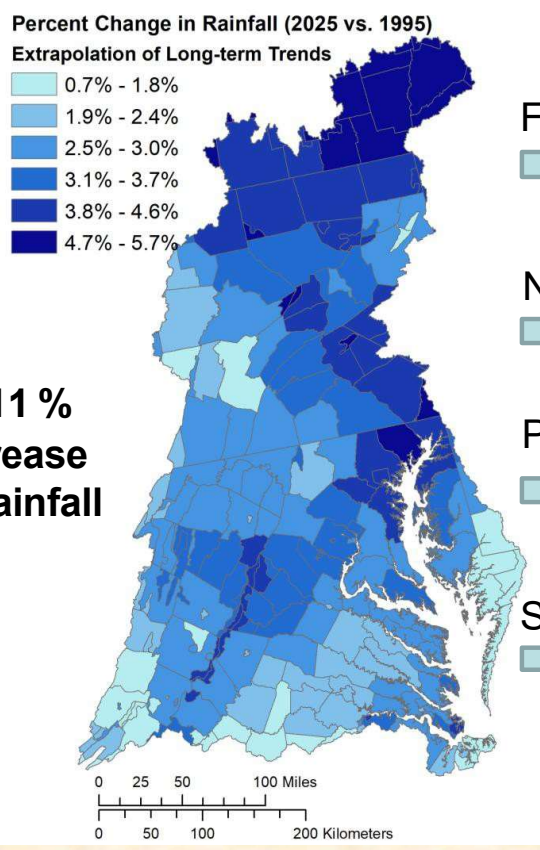 Percent Change in Rainfall (2025 vs. 1995)
Extrapolation of Long-term Trends
0.7% - 1.8%
1.9% - 2.4%
2.5% - 3.0%
3.1% - 3.7%
3.8% - 4.6%
4.7% - 5.7%
F
N
11 %
P
S
0 25 50 100 Miles
0 50 100 200 Kilometers